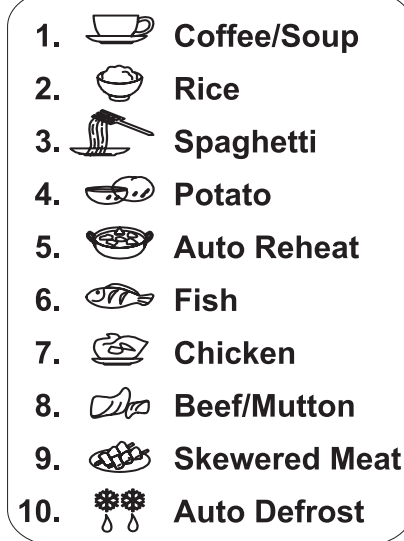 1. Coffee/Soup
2. Rice
3. Spaghetti
4. Potato
5. Auto Reheat
6. Fish
7. Chicken
8. Beef/Mutton
9. Skewered Meat
10. Auto Defrost